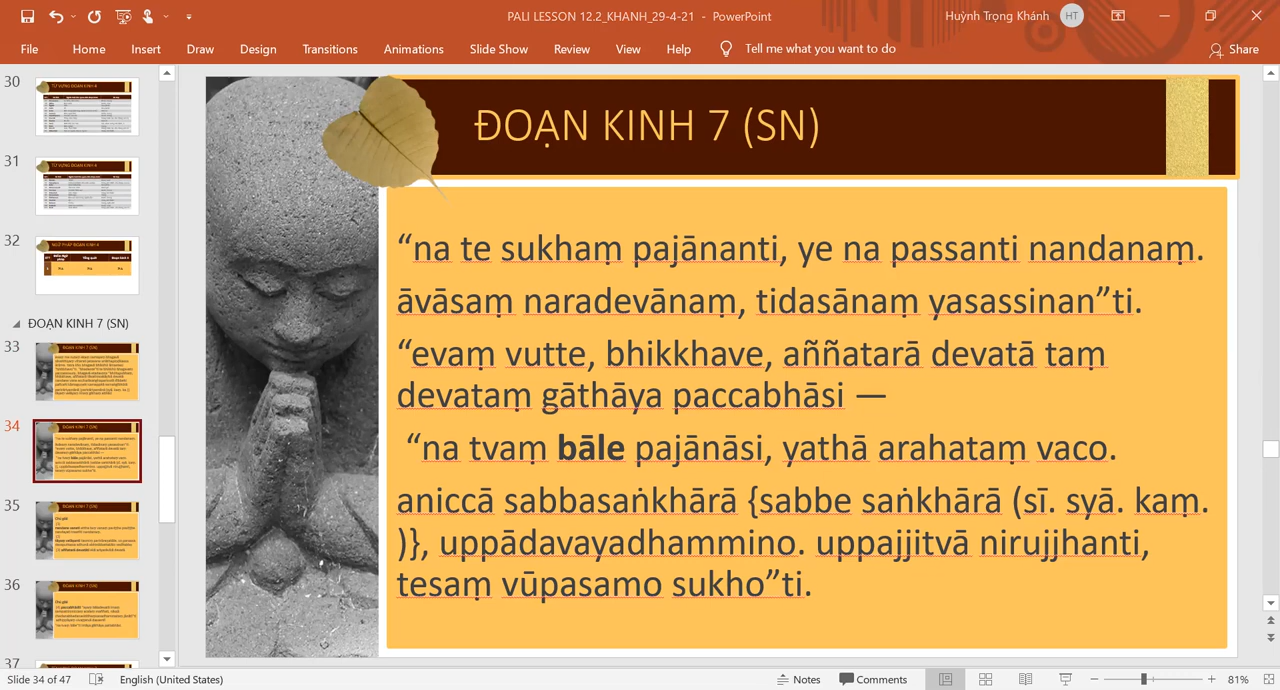 PALI LESSON 12.2_KHANH_29-4-21 - PowerPoint
Huỳnh Trọng Khánh HT
File Home Insert Draw Design Transitions Animations Slide Show Review View Help Tell me what you want to do Share
30
31
32
ĐOẠN KINH 7 (SN)
33
34
35
36
37
ĐOẠN KINH 7 (SN)
“na te sukhaṃ pajānanti, ye na passanti nandanaṃ.
āvāsaṃ naradevānaṃ, tidasānaṃ yasassinan”ti.
“evaṃ vutte, bhikkhave, aññatarā devatā taṃ
devataṃ gāthāya paccabhāsi —
“na tvaṃ bāle pajānāsi, yathā arahataṃ vaco.
aniccā sabbasaṅkhārā {sabbe saṅkhārā (sī. syā. kaṃ.
)}, uppādavayadhammino. uppajjitvā nirujjhanti,
tesaṃ vūpasamo sukho”ti.
Slide 34 of 47 English (United States) Notes Comments 81%